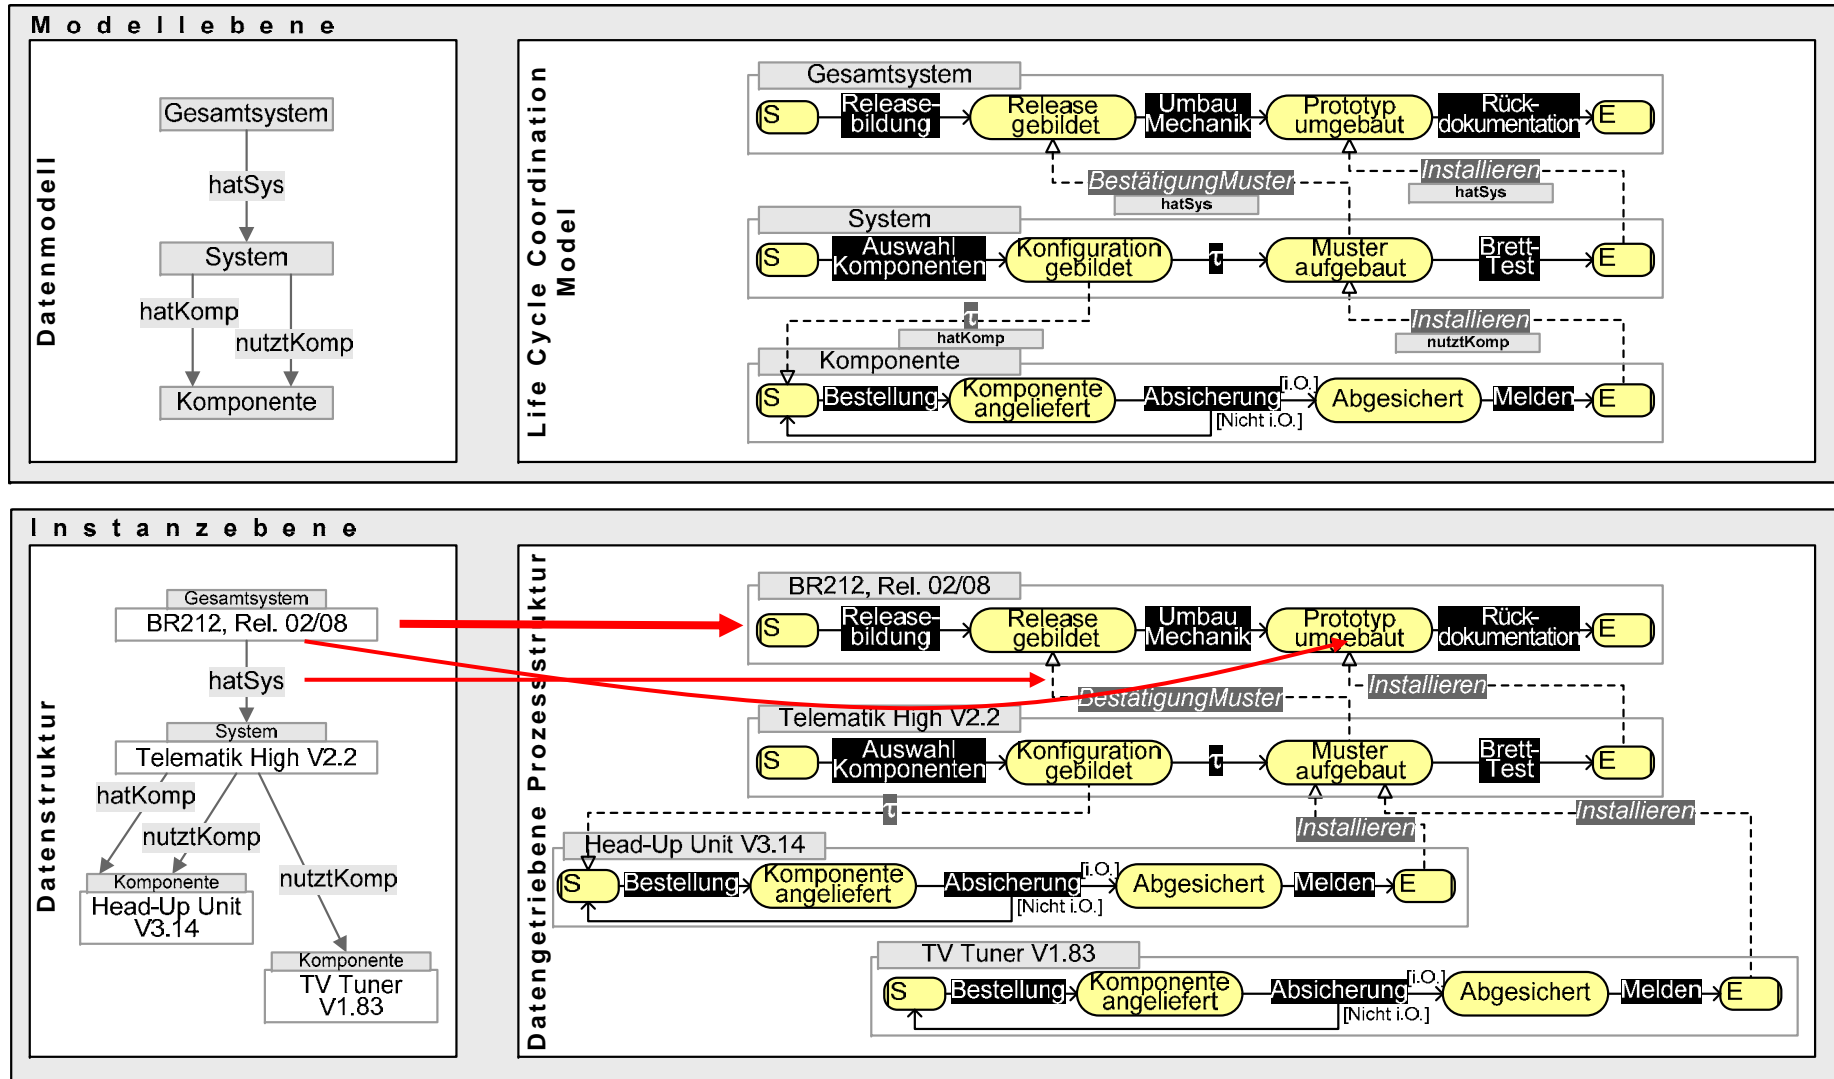 Modellebene
Datenmodell
Gesamtsystem
hatSys
System
hatKomp
nutztKomp
Komponente
Life Cycle Coordination
Model
Gesamtsystem
S
Release-
bildung
Release
gebildet
Umbau
Mechanik
Prototyp
umgebaut
Rück-
dokumentation
E
BestätigungMuster
hatSys
Installieren
hatSys
System
S
Auswahl
Komponenten
Konfiguration
gebildet
τ
Muster
aufgebaut
Brett-
Test
E
τ
hatKomp
Installieren
nutztKomp
Komponente
S
Bestellung
Komponente
angeliefert
Absicherung
[i.O.]
[Nicht i.O.]
Abgesichert
Melden
E
Instanzebene
Datenstruktur
Gesamtsystem
BR212, Rel. 02/08
hatSys
System
Telematik High V2.2
hatKomp
nutztKomp
nutztKomp
Komponente
Head-Up Unit
V3.14
Komponente
TV Tuner
V1.83
Datengetriebene Prozessstruktur
BR212, Rel. 02/08
S
Release-
bildung
Release
gebildet
Umbau
Mechanik
Prototyp
umgebaut
Rück-
dokumentation
E
BestätigungMuster
Installieren
Telematik High V2.2
S
Auswahl
Komponenten
Konfiguration
gebildet
τ
Muster
aufgebaut
Brett-
Test
E
τ
Installieren
Installieren
Head-Up Unit V3.14
S
Bestellung
Komponente
angeliefert
Absicherung
[i.O.]
[Nicht i.O.]
Abgesichert
Melden
E
TV Tuner V1.83
S
Bestellung
Komponente
angeliefert
Absicherung
[i.O.]
[Nicht i.O.]
Abgesichert
Melden
E